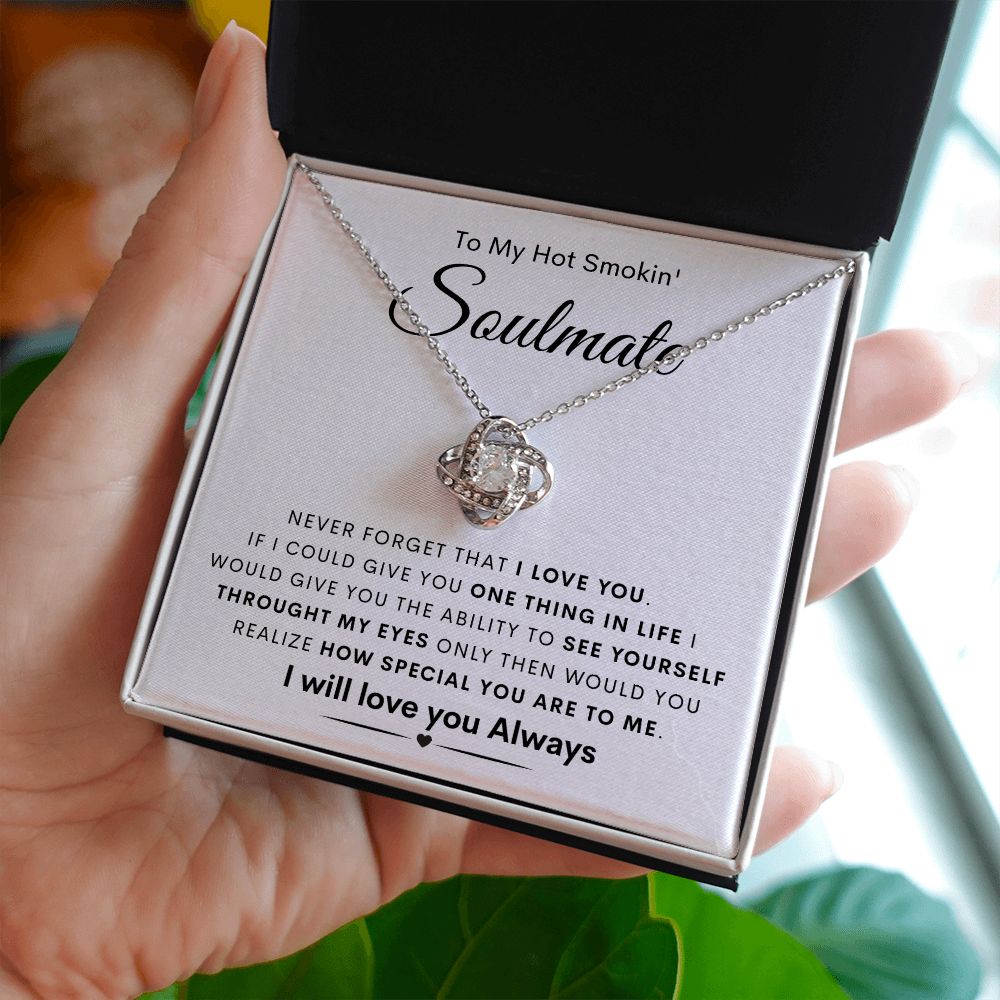 To My Hot Smokin'
Soulmate
NEVER FORGET THAT I LOVE YOU.
IF I COULD GIVE YOU ONE THING IN LIFE I
WOULD GIVE YOU THE ABILITY TO SEE YOURSELF
THROUGHT MY EYES ONLY THEN WOULD YOU
REALIZE HOW SPECIAL YOU ARE TO ME.
I will love you Always